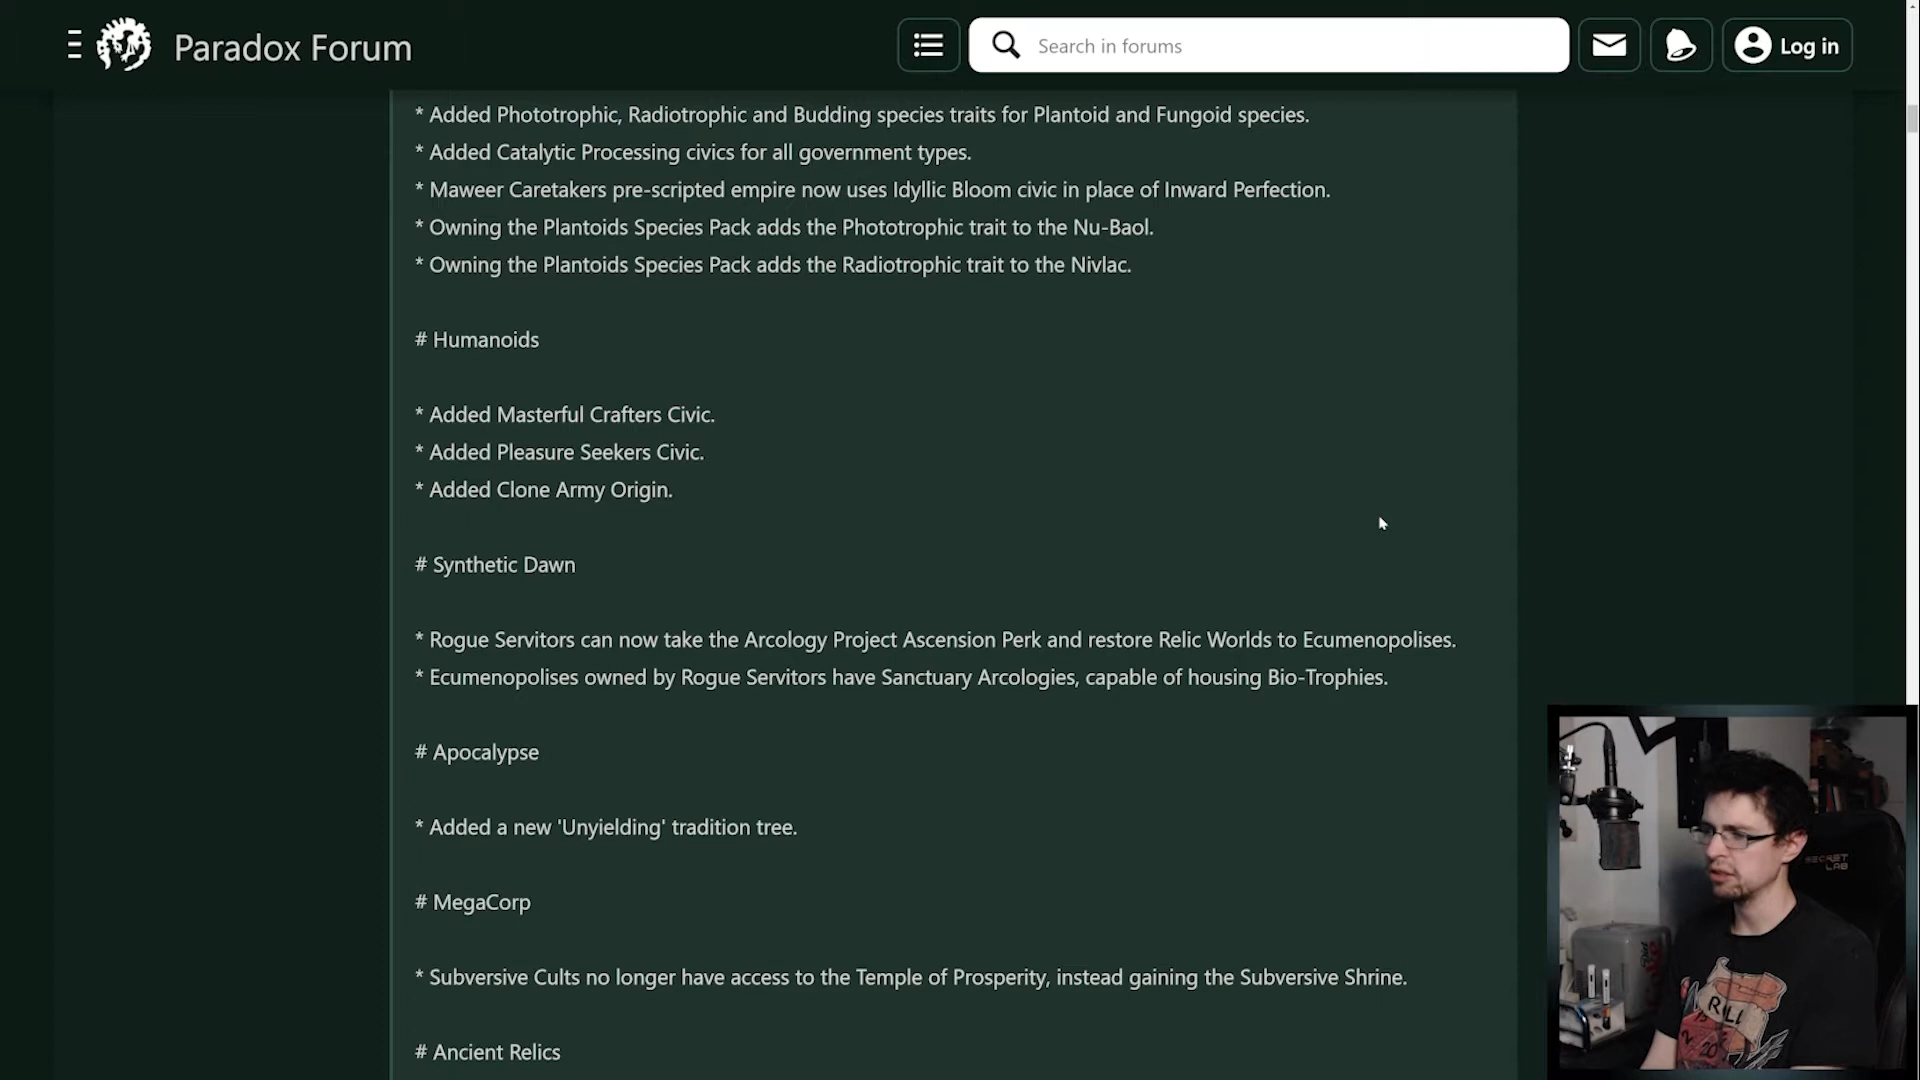 Paradox Forum
Search in forums
Log in
* Added Phototrophic, Radiotrophic and Budding species traits for Plantoid and Fungoid species.
* Added Catalytic Processing civics for all government types.
* Maweer Caretakers pre-scripted empire now uses Idyllic Bloom civic in place of Inward Perfection.
* Owning the Plantoids Species Pack adds the Phototrophic trait to the Nu-Baol.
* Owning the Plantoids Species Pack adds the Radiotrophic trait to the Nivlac.
# Humanoids
* Added Masterful Crafters Civic.
* Added Pleasure Seekers Civic.
* Added Clone Army Origin.
# Synthetic Dawn
* Rogue Servitors can now take the Arcology Project Ascension Perk and restore Relic Worlds to Ecumenopolises.
* Ecumenopolises owned by Rogue Servitors have Sanctuary Arcologies, capable of housing Bio-Trophies.
# Apocalypse
* Added a new 'Unyielding' tradition tree.
# MegaCorp
* Subversive Cults no longer have access to the Temple of Prosperity, instead gaining the Subversive Shrine.
# Ancient Relics
SECRET
LAB
ROLL
20